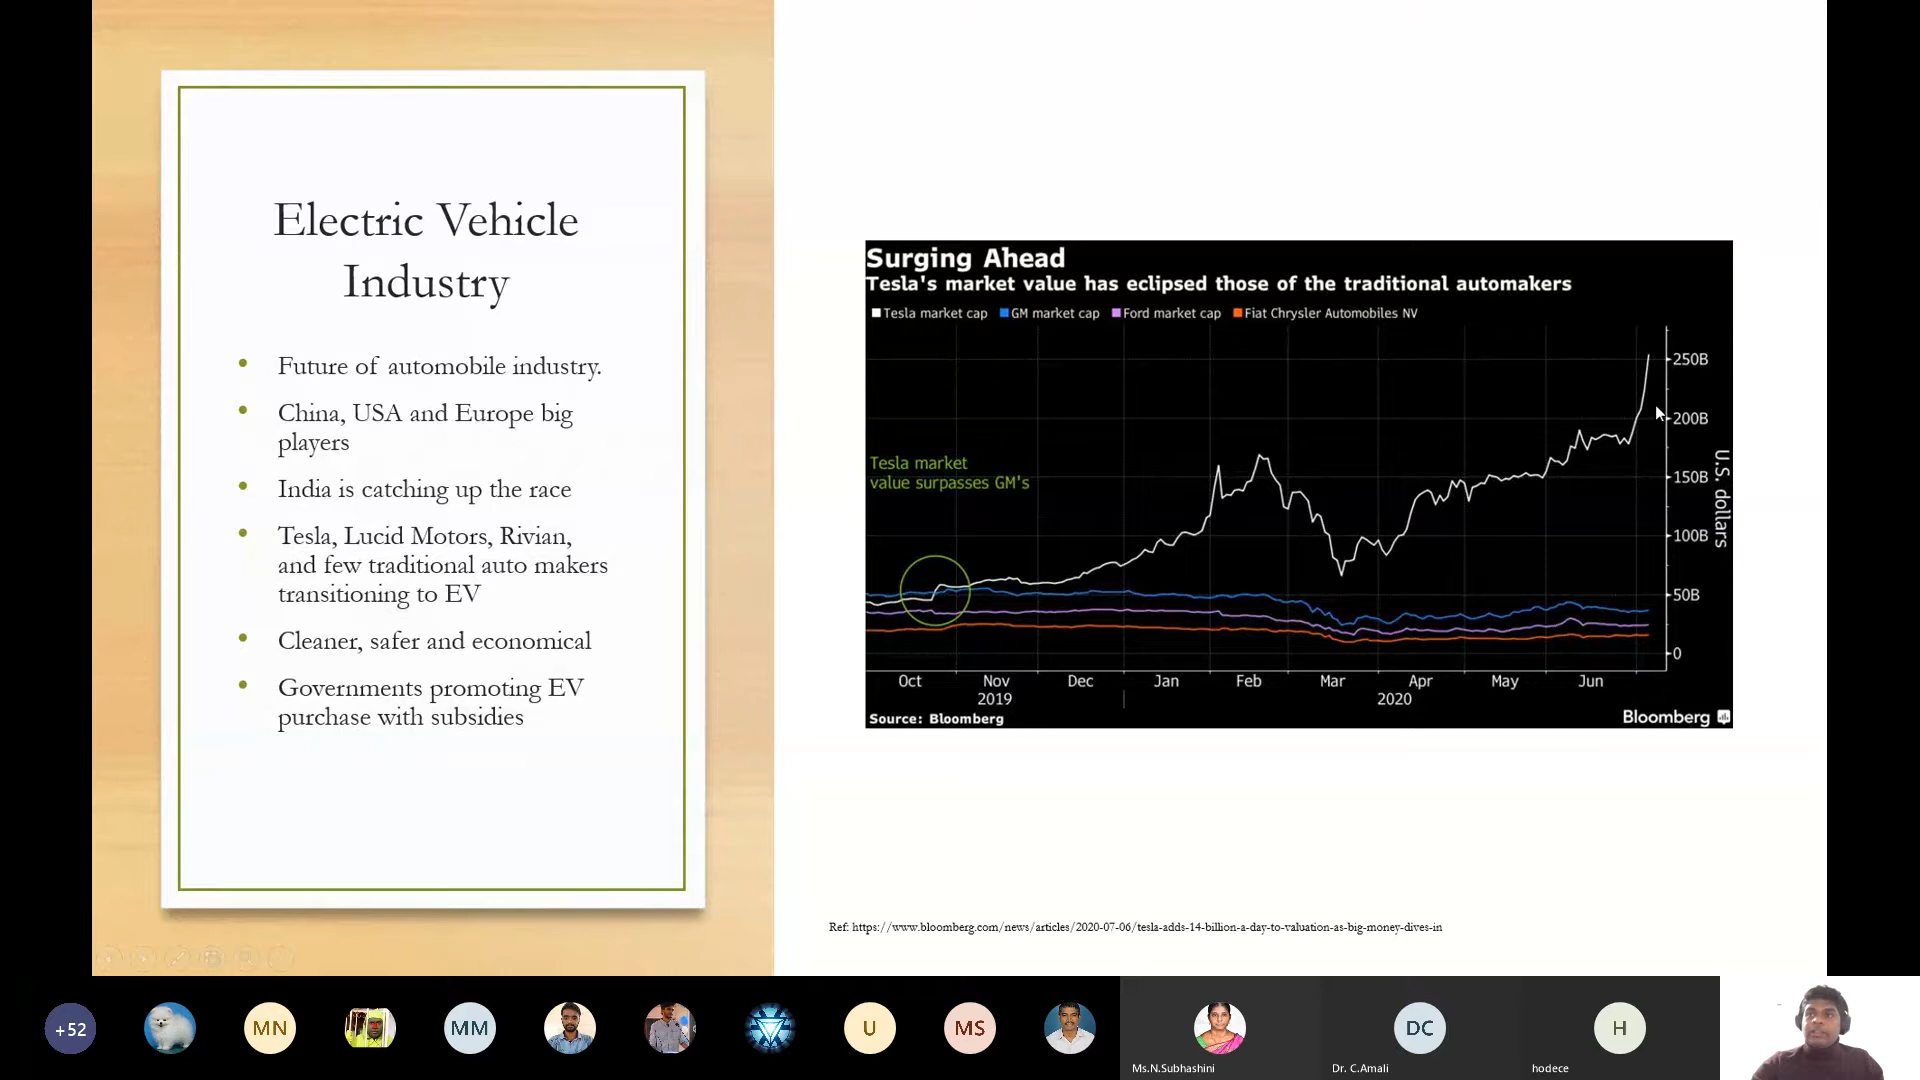 Electric Vehicle
Industry
• Future of automobile industry.
• China, USA and Europe big
players
• India is catching up the race
• Tesla, Lucid Motors, Rivian,
and few traditional auto makers
transitioning to EV
• Cleaner, safer and economical
• Governments promoting EV
purchase with subsidies
Surging Ahead
Tesla's market value has eclipsed those of the traditional automakers
Tesla market cap GM market cap Ford market cap Fiat Chrysler Automobiles NV
250B
200B
150B
100B
50B
0
U.S. dollars
Tesla market
value surpasses GM's
Oct Nov Dec Jan Feb Mar Apr May Jun
2019 2020
Source: Bloomberg
Bloomberg
Ref: https://www.bloomberg.com/news/articles/2020-07-06/tesla-adds-14-billion-a-day-to-valuation-as-big-money-dives-in
+52 MN MM U MS DC H
Ms.N.Subhashini Dr. C.Amali hodece